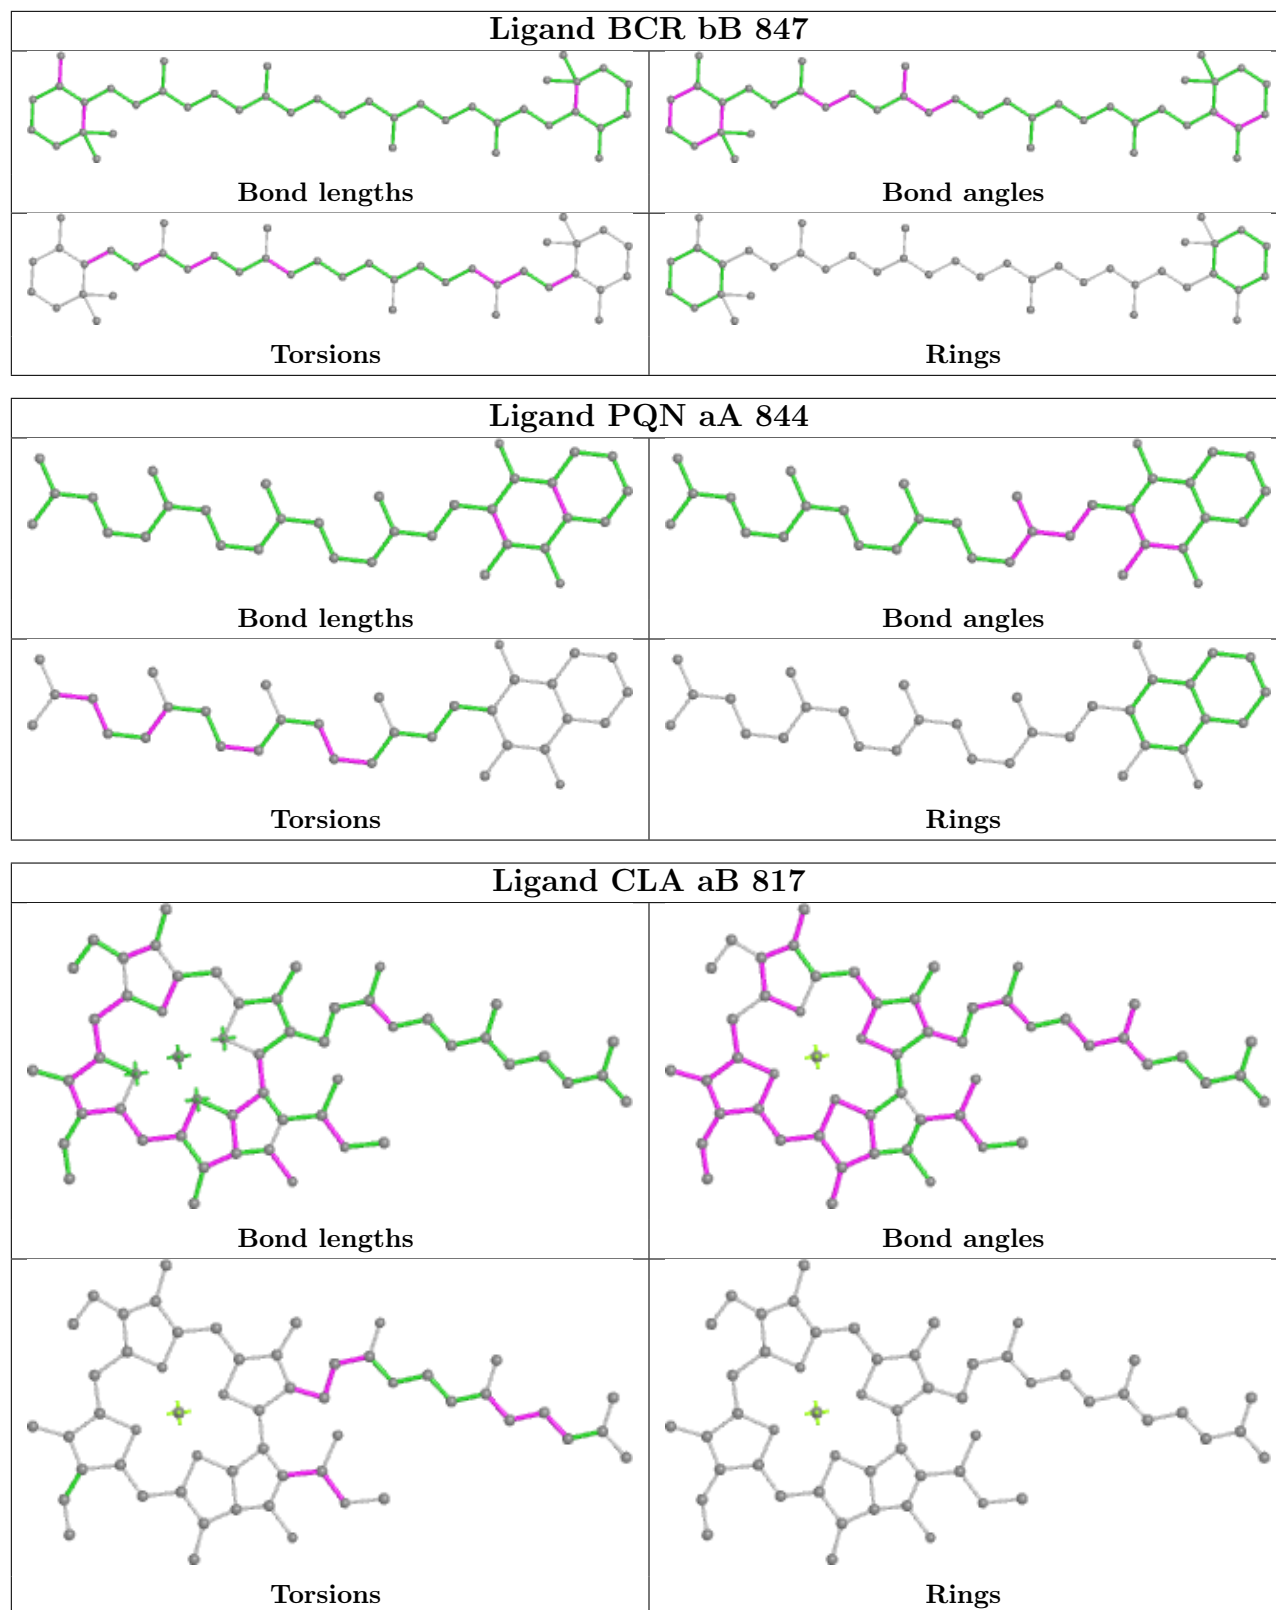 Ligand BCR bB 847
Bond lengths
Bond angles
Torsions
Rings
Ligand PQN aA 844
Bond lengths
Bond angles
Torsions
Rings
Ligand CLA aB 817
Bond lengths
Bond angles
Torsions
Rings